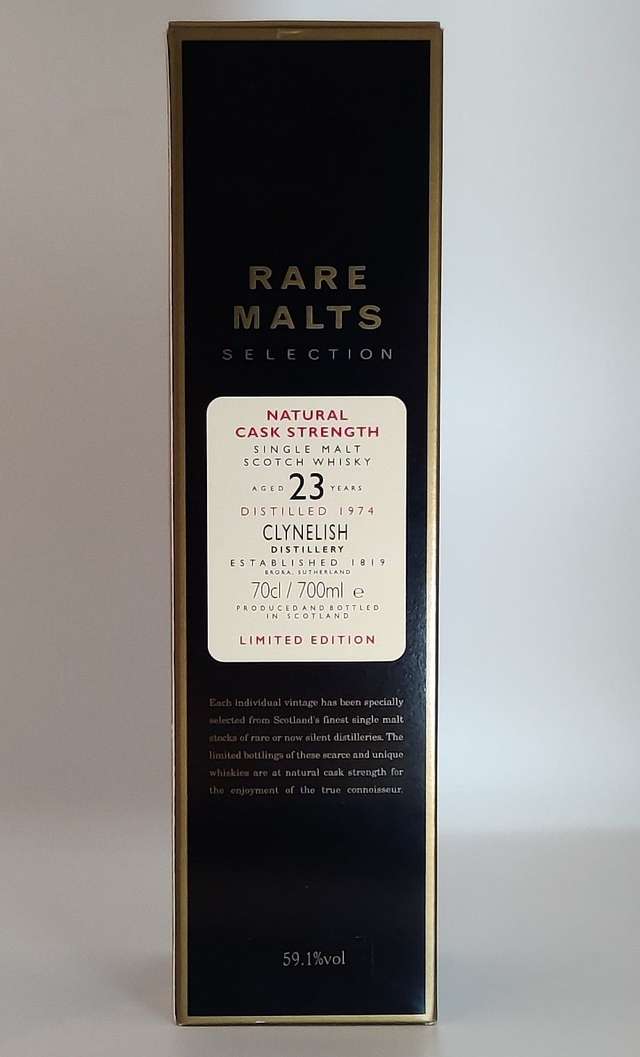 RARE
MALTS
SELECTION
NATURAL
CASK STRENGTH
SINGLE MALT
SCOTCH WHISKY
AGED 23 YEARS
DISTILLED 1974
CLYNELISH
DISTILLERY
ESTABLISHED 1819
BRORA, SUTHERLAND
70cl / 700ml e
PRODUCED AND BOTTLED
IN SCOTLAND
LIMITED EDITION
Each individual vintage has been specially
selected from Scotland's finest single malt
stocks of rare or now silent distilleries. The
limited bottlings of these scarce and unique
whiskies are at natural cask strength for
the enjoyment of the true connoisseur.
59.1%vol